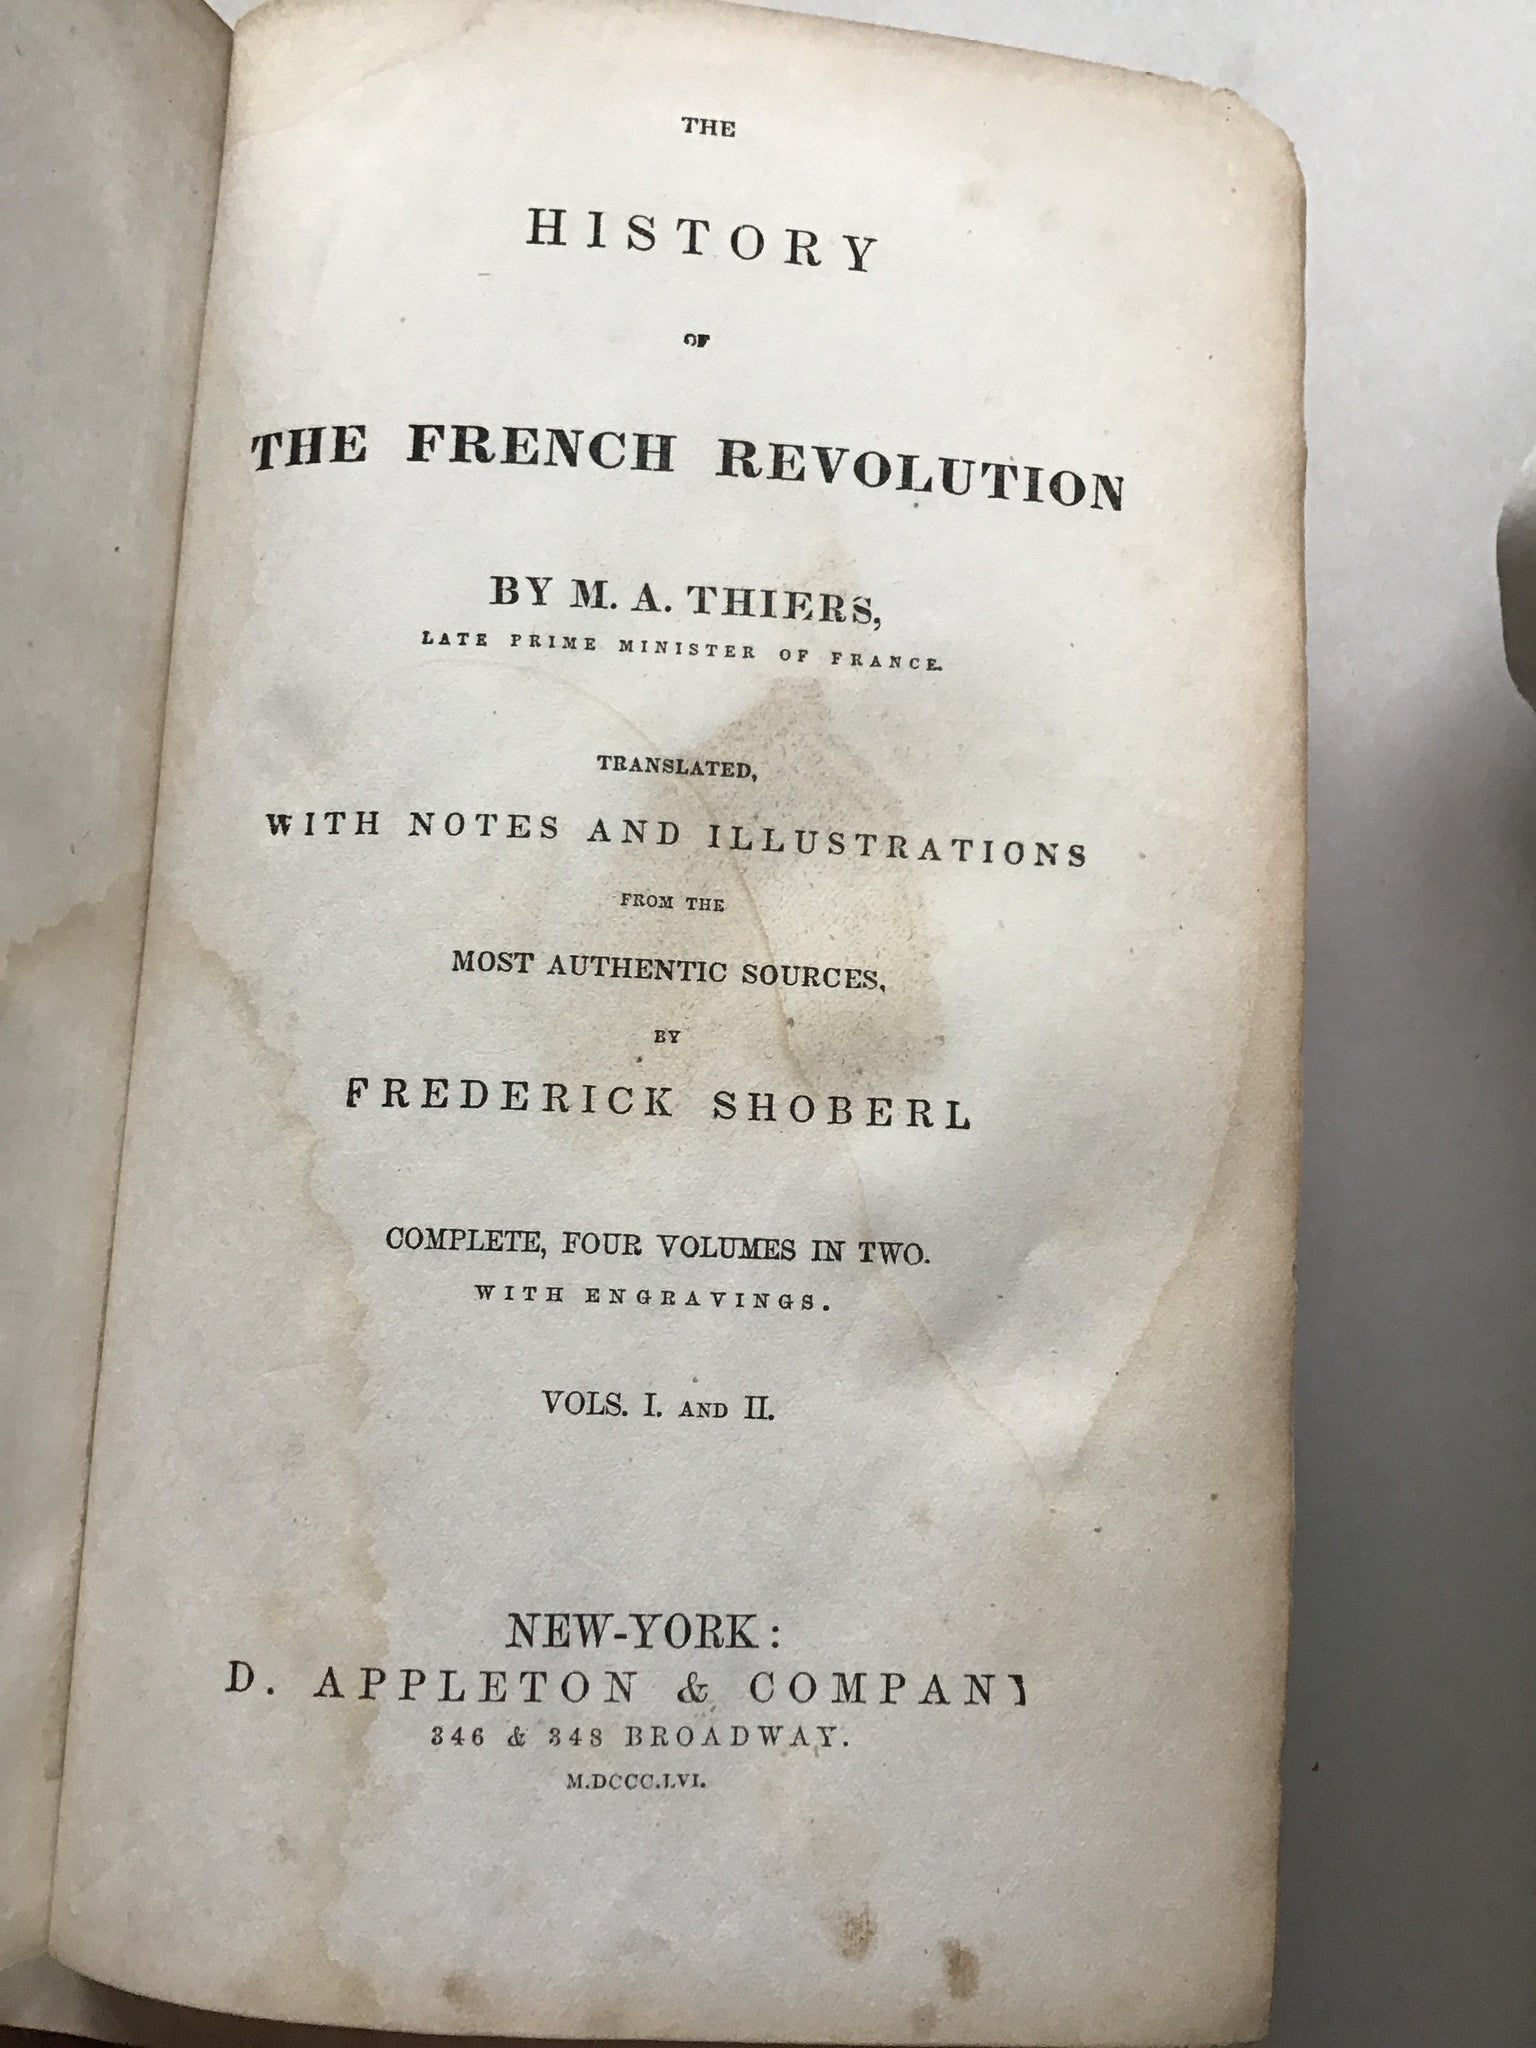 THE
HISTORY
OF
THE FRENCH REVOLUTION
BY M. A. THIERS,
LATE PRIME MINISTER OF FRANCE.
TRANSLATED,
WITH NOTES AND ILLUSTRATIONS
FROM THE
MOST AUTHENTIC SOURCES,
BY
FREDERICK SHOBERL
COMPLETE, FOUR VOLUMES IN TWO.
WITH ENGRAVINGS.
VOLS. I. AND II.
NEW-YORK:
D. APPLETON & COMPANY
346 & 348 BROADWAY.
M.DCCC.LVI.